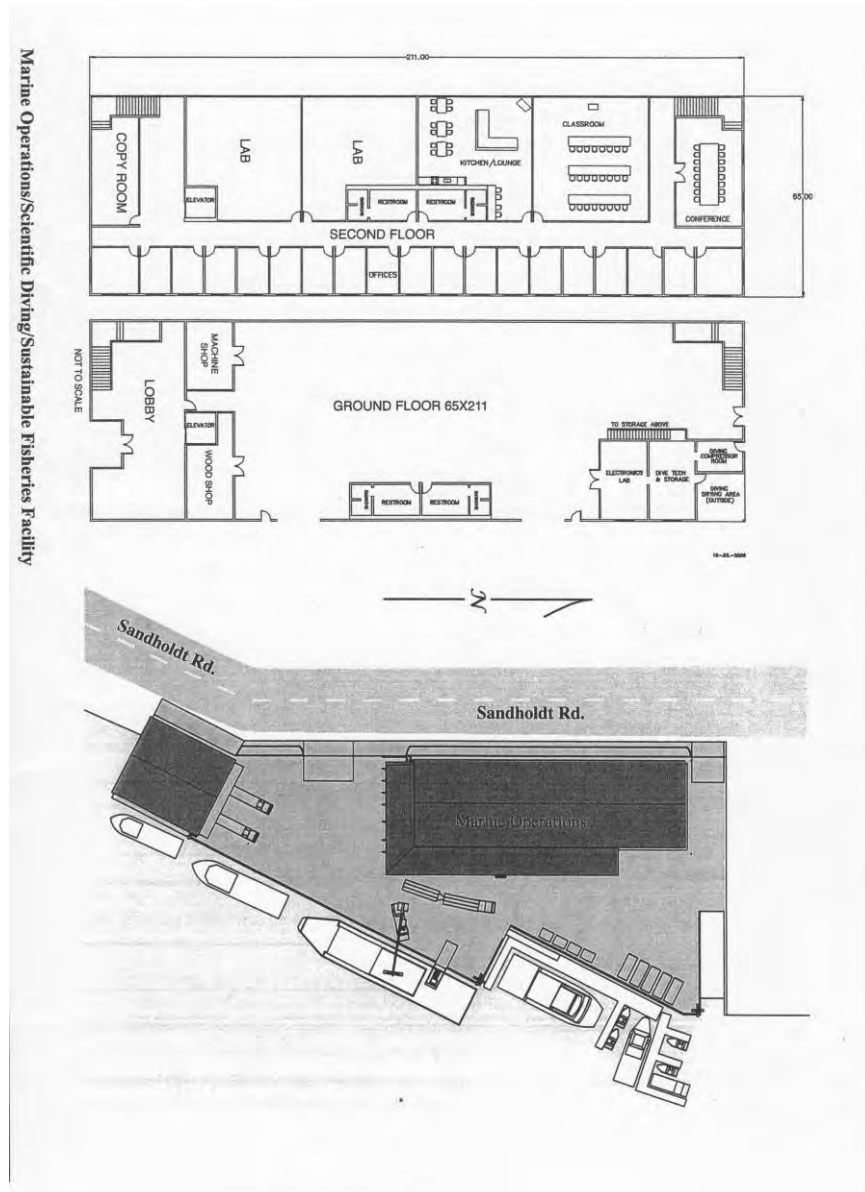 Marine Operations/Scientific Diving/Sustainable Fisheries Facility
211.00
65.00
COPY ROOM
ELEVATOR
LAB
LAB
RESTROOM
RESTROOM
KITCHEN/LOUNGE
CLASSROOM
CONFERENCE
SECOND FLOOR
OFFICES
NOT TO SCALE
LOBBY
MACHINE
SHOP
ELEVATOR
WOOD SHOP
GROUND FLOOR 65X211
RESTROOM
RESTROOM
TO STORAGE ABOVE
ELECTRONICS
LAB
DIVE TECH
& STORAGE
DIVING
COMPRESSOR
ROOM
DIVING
DRYING AREA
(OUTSIDE)
18-JUL-2006
N
Sandholdt Rd.
Sandholdt Rd.
Marine Operations